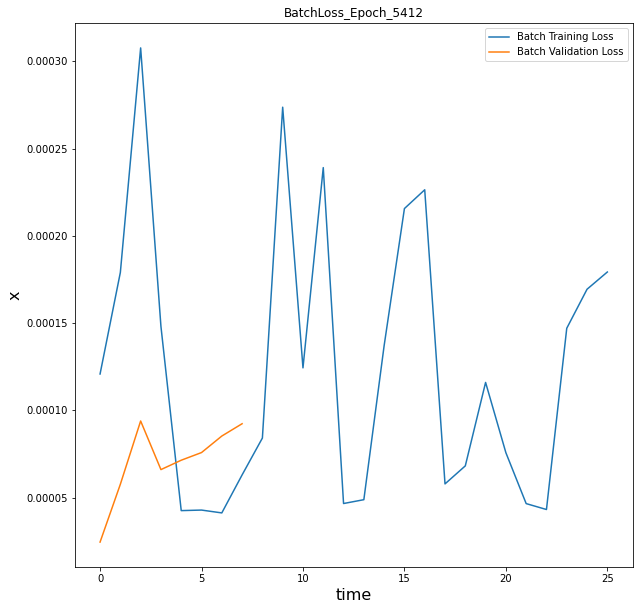 BatchLoss_Epoch_5412
Batch Training Loss
Batch Validation Loss
0.00030
0.00025
0.00020
0.00015
0.00010
0.00005
x
0 5 10 15 20 25
time